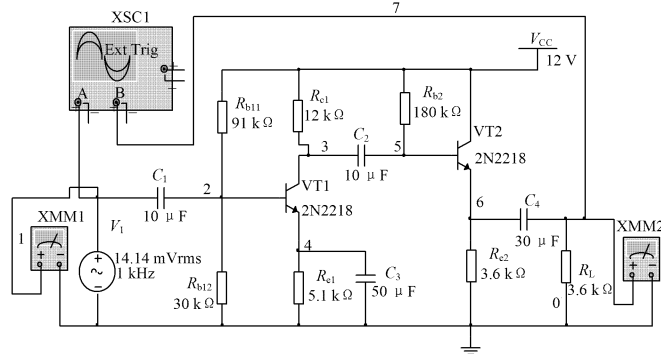 XSC1
7
Ext Trig
A B
V_CC
12 V
R_b11
91 kΩ
R_c1
12 kΩ
R_b2
180 kΩ
VT2
2N2218
C_2
3 5
10 μF
C_1
2
10 μF
VT1
2N2218
6
C_4
30 μF
XMM1
1
V_1
14.14 mVrms
1 kHz
XMM2
4
R_b12
30 kΩ
R_e1
5.1 kΩ
C_3
50 μF
R_e2
3.6 kΩ
R_L
3.6 kΩ
0